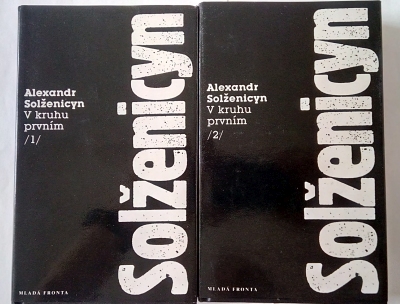 Alexandr
Solženicyn
V kruhu
prvním
/1/
Solženicyn
MLADÁ FRONTA
Alexandr
Solženicyn
V kruhu
prvním
/2/
Solženicyn
MLADÁ FRONTA